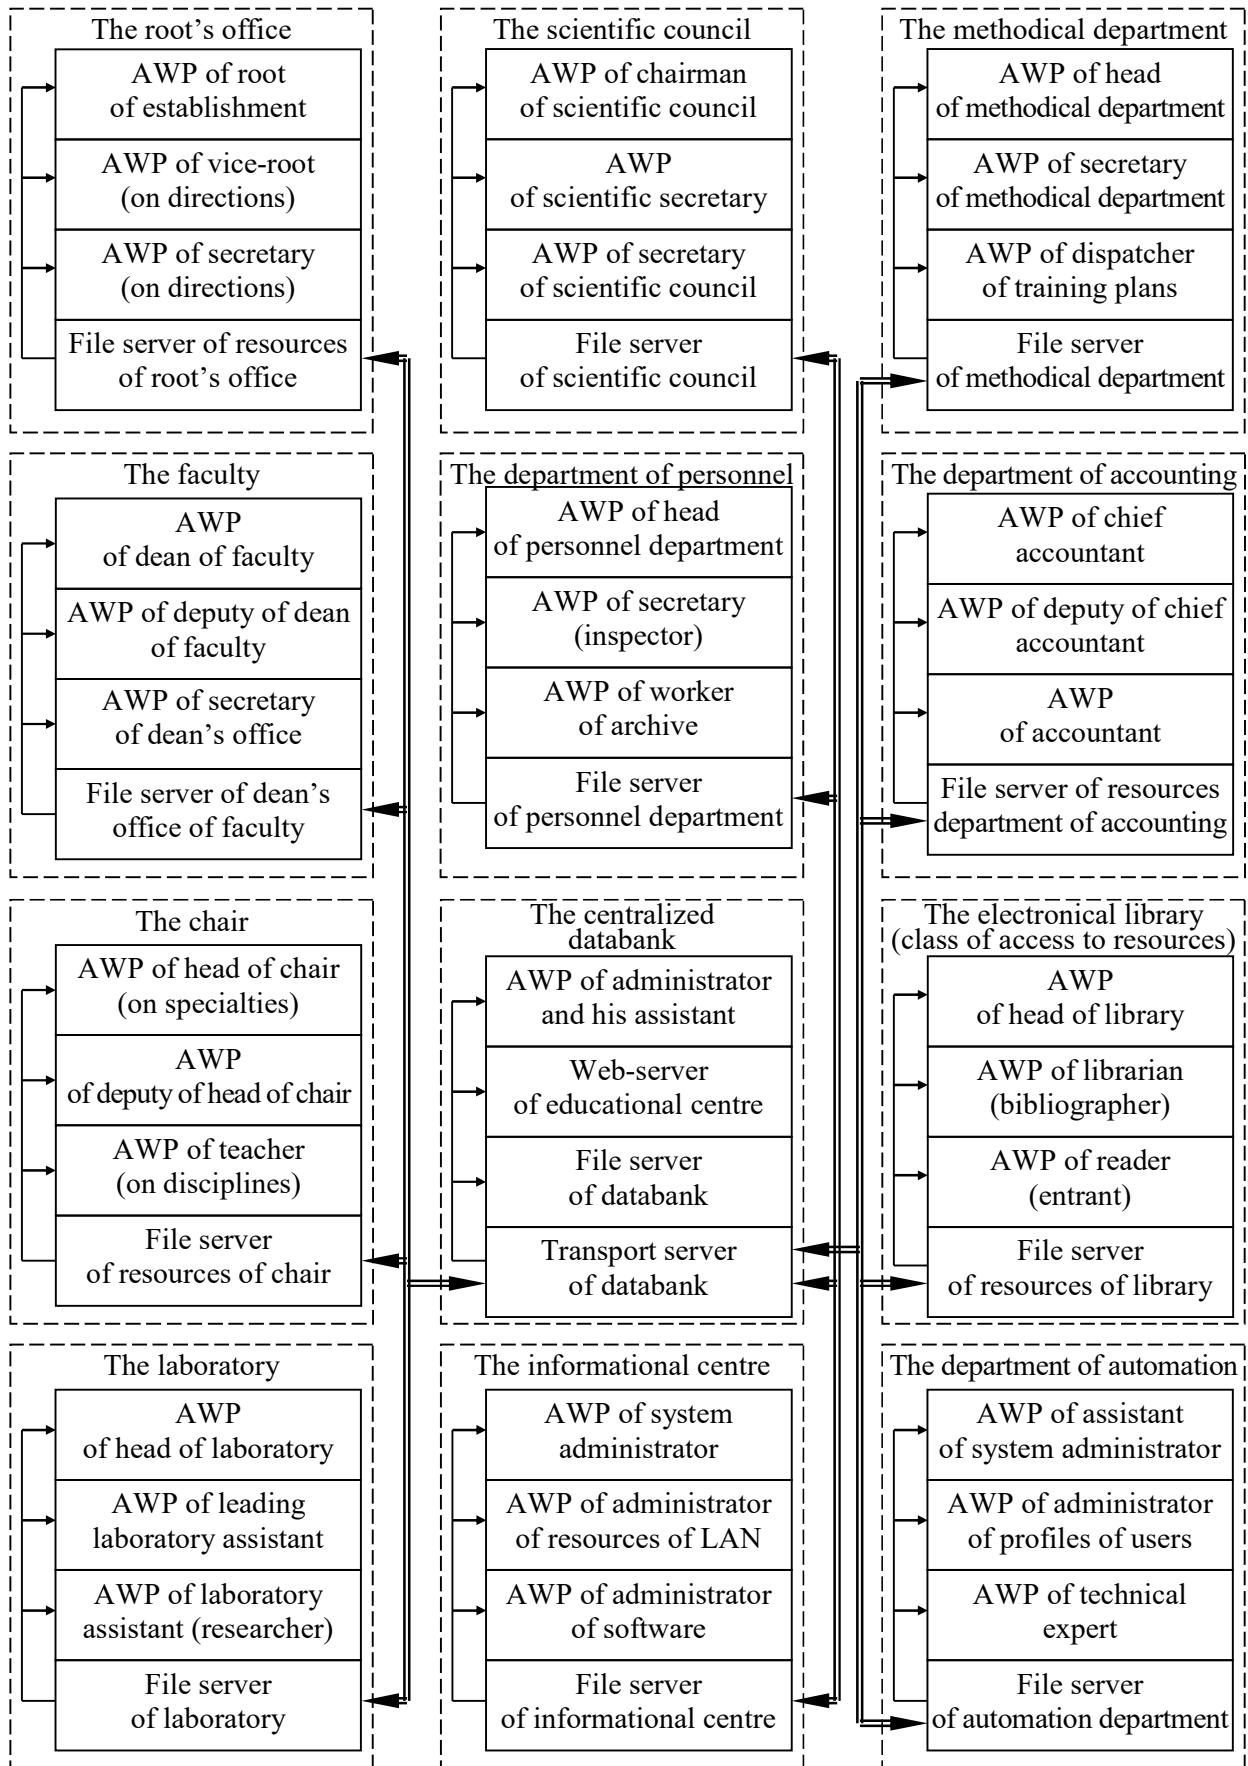 The root’s office
AWP of root
of establishment
AWP of vice-root
(on directions)
AWP of secretary
(on directions)
File server of resources
of root’s office
The scientific council
AWP of chairman
of scientific council
AWP
of scientific secretary
AWP of secretary
of scientific council
File server
of scientific council
The methodical department
AWP of head
of methodical department
AWP of secretary
of methodical department
AWP of dispatcher
of training plans
File server
of methodical department
The faculty
AWP
of dean of faculty
AWP of deputy of dean
of faculty
AWP of secretary
of dean’s office
File server of dean’s
office of faculty
The department of personnel
AWP of head
of personnel department
AWP of secretary
(inspector)
AWP of worker
of archive
File server
of personnel department
The department of accounting
AWP of chief
accountant
AWP of deputy of chief
accountant
AWP
of accountant
File server of resources
department of accounting
The chair
AWP of head of chair
(on specialties)
AWP
of deputy of head of chair
AWP of teacher
(on disciplines)
File server
of resources of chair
The centralized
databank
AWP of administrator
and his assistant
Web-server
of educational centre
File server
of databank
Transport server
of databank
The electronical library
(class of access to resources)
AWP
of head of library
AWP of librarian
(bibliographer)
AWP of reader
(entrant)
File server
of resources of library
The laboratory
AWP
of head of laboratory
AWP of leading
laboratory assistant
AWP of laboratory
assistant (researcher)
File server
of laboratory
The informational centre
AWP of system
administrator
AWP of administrator
of resources of LAN
AWP of administrator
of software
File server
of informational centre
The department of automation
AWP of assistant
of system administrator
AWP of administrator
of profiles of users
AWP of technical
expert
File server
of automation department